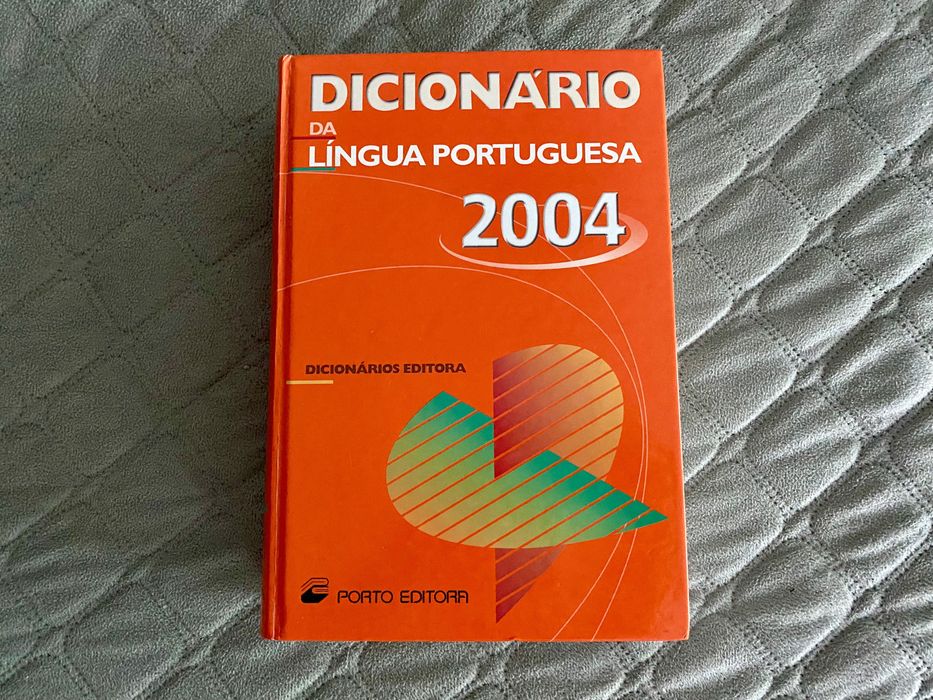 DICIONÁRIO
DA
LÍNGUA PORTUGUESA
2004
DICIONÁRIOS EDITORA
PORTO EDITORA